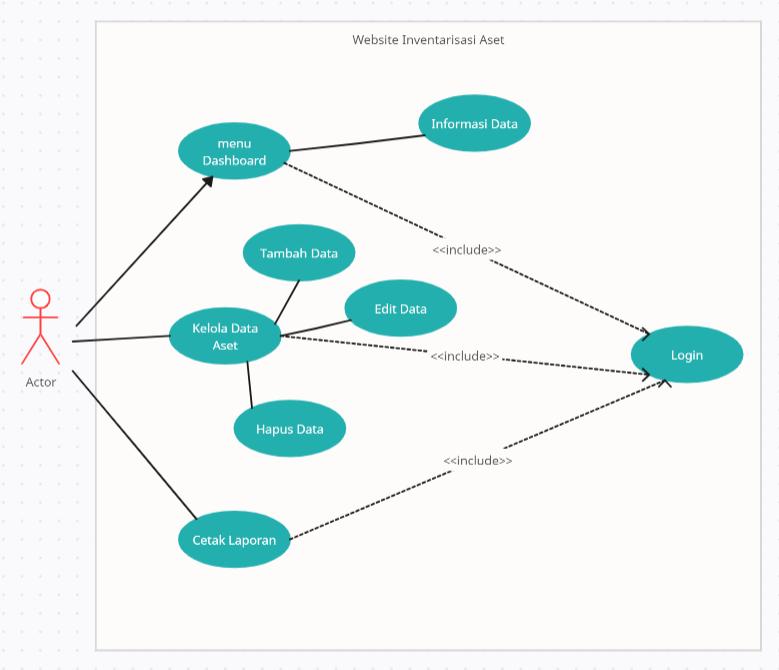 Website Inventarisasi Aset
Informasi Data
menu
Dashboard
<<include>>
Tambah Data
Edit Data
Kelola Data
Aset
<<include>>
Login
Actor
Hapus Data
<<include>>
Cetak Laporan